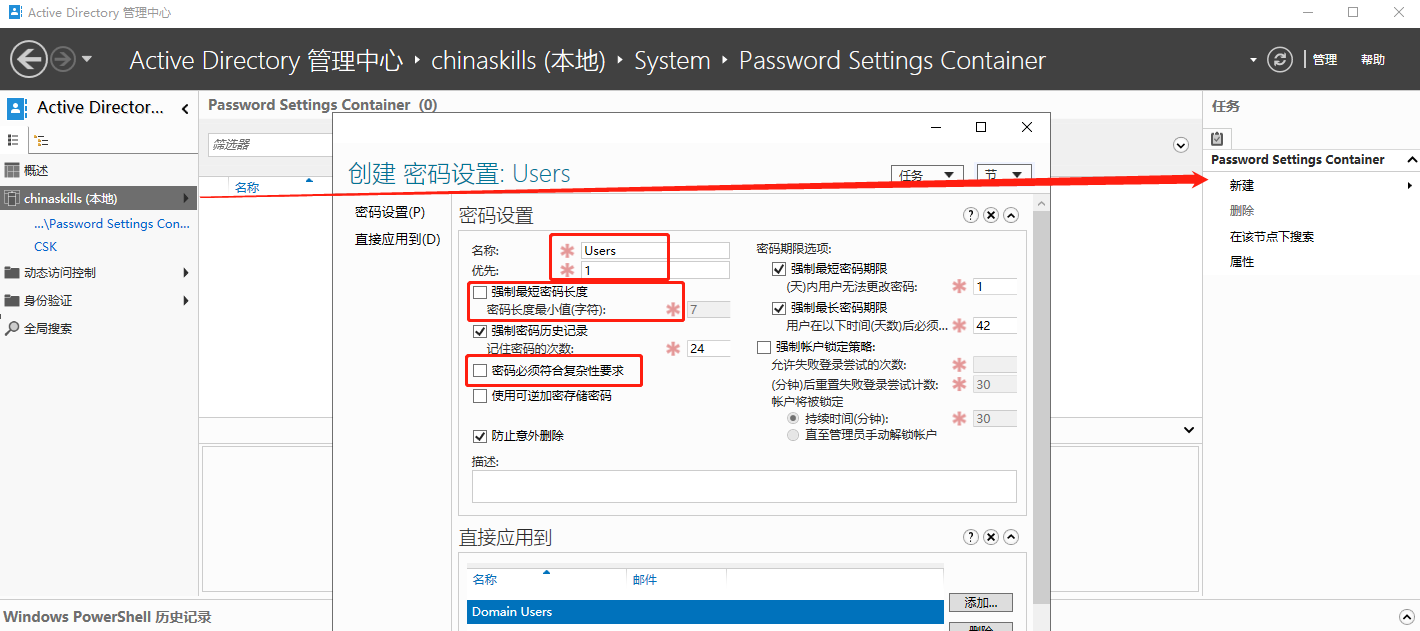 Active Directory 管理中心
Active Directory 管理中心 · chinaskills (本地) · System · Password Settings Container
管理 帮助
Active Director...
概述
chinaskills (本地)
...\Password Settings Con...
CSK
动态访问控制
身份验证
全局搜索
Password Settings Container (0)
筛选器
名称
创建 密码设置: Users
任务 节
密码设置(P)
直接应用到(D)
密码设置
名称: Users
优先: 1
强制最短密码长度
密码长度最小值(字符): 7
强制密码历史记录
记住密码的次数: 24
密码必须符合复杂性要求
使用可逆加密存储密码
防止意外删除
描述:
密码期限选项:
强制最短密码期限
(天)内用户无法更改密码: 1
强制最长密码期限
用户在以下时间(天数)后必须... 42
强制帐户锁定策略:
允许失败登录尝试的次数:
(分钟)后重置失败登录尝试计数: 30
帐户将被锁定
持续时间(分钟): 30
直至管理员手动解锁帐户
直接应用到
名称 邮件
Domain Users
添加...
删除
任务
Password Settings Container
新建
删除
在该节点下搜索
属性
Windows PowerShell 历史记录